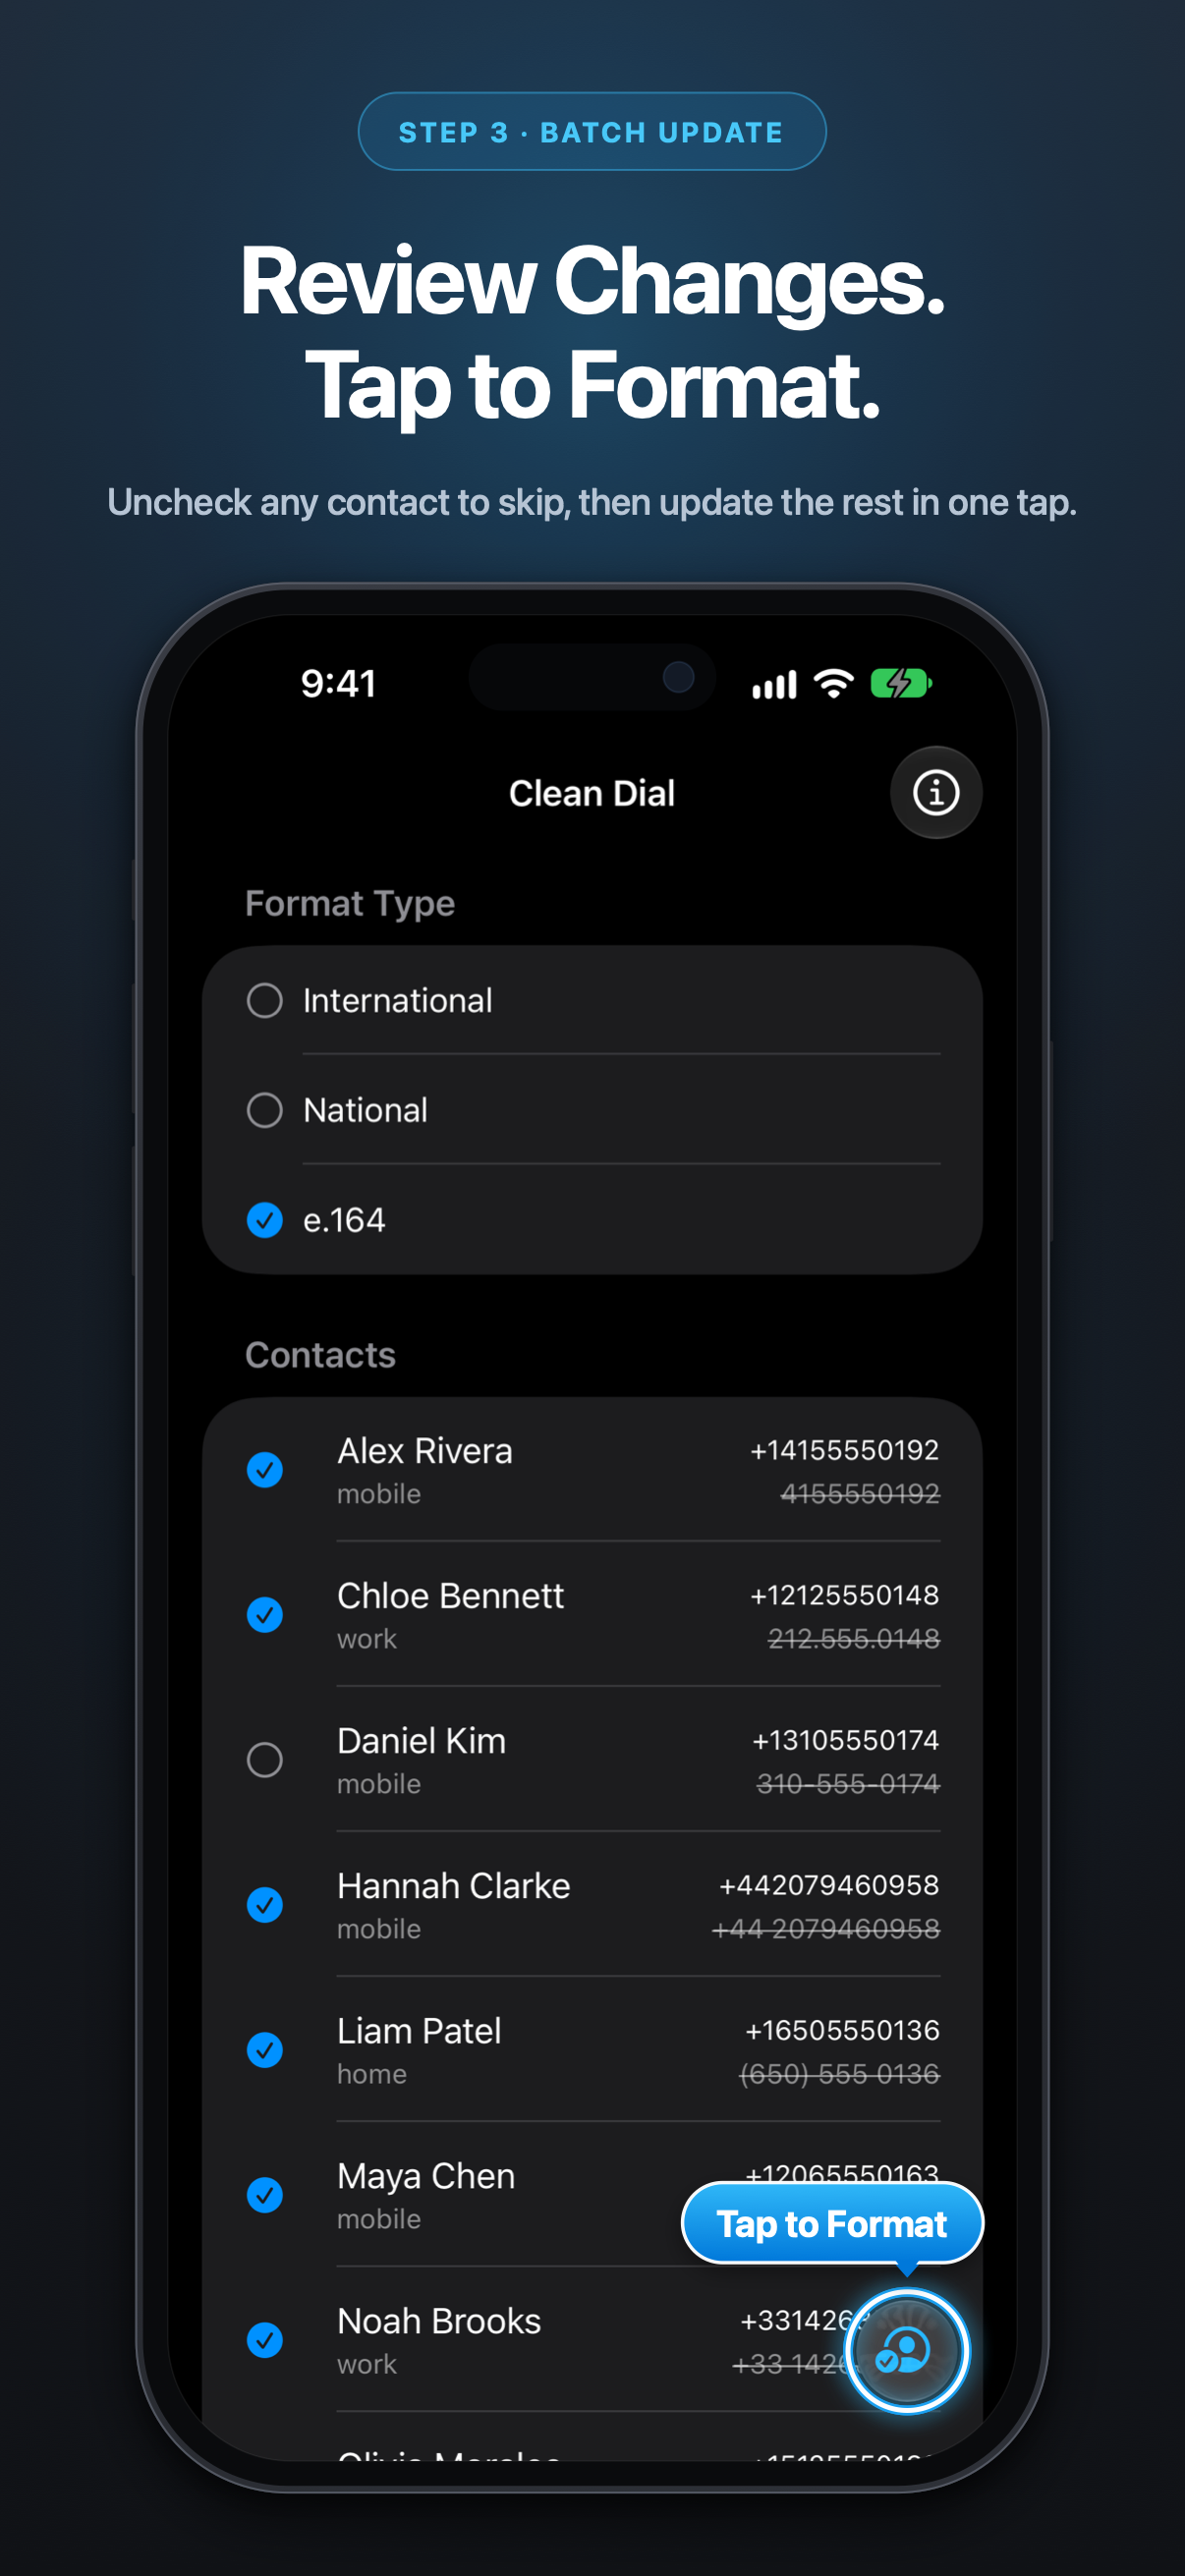 STEP 3 · BATCH UPDATE
Review Changes.
Tap to Format.
Uncheck any contact to skip, then update the rest in one tap.
9:41
Clean Dial
Format Type
International
National
e.164
Contacts
Alex Rivera +14155550192
mobile 4155550192
Chloe Bennett +12125550148
work 212.555.0148
Daniel Kim +13105550174
mobile 310-555-0174
Hannah Clarke +442079460958
mobile +44 2079460958
Liam Patel +16505550136
home (650) 555 0136
Maya Chen +12065550163
mobile
Tap to Format
Noah Brooks
work +33